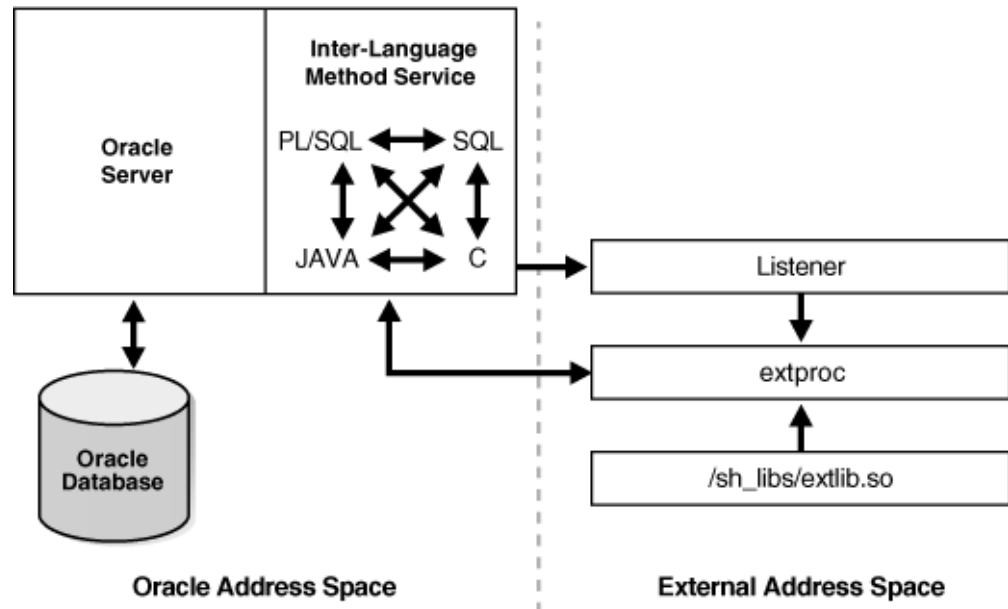 Oracle
Server
Inter-Language
Method Service
PL/SQL SQL
JAVA C
Listener
extproc
/sh_libs/extlib.so
Oracle
Database
Oracle Address Space
External Address Space